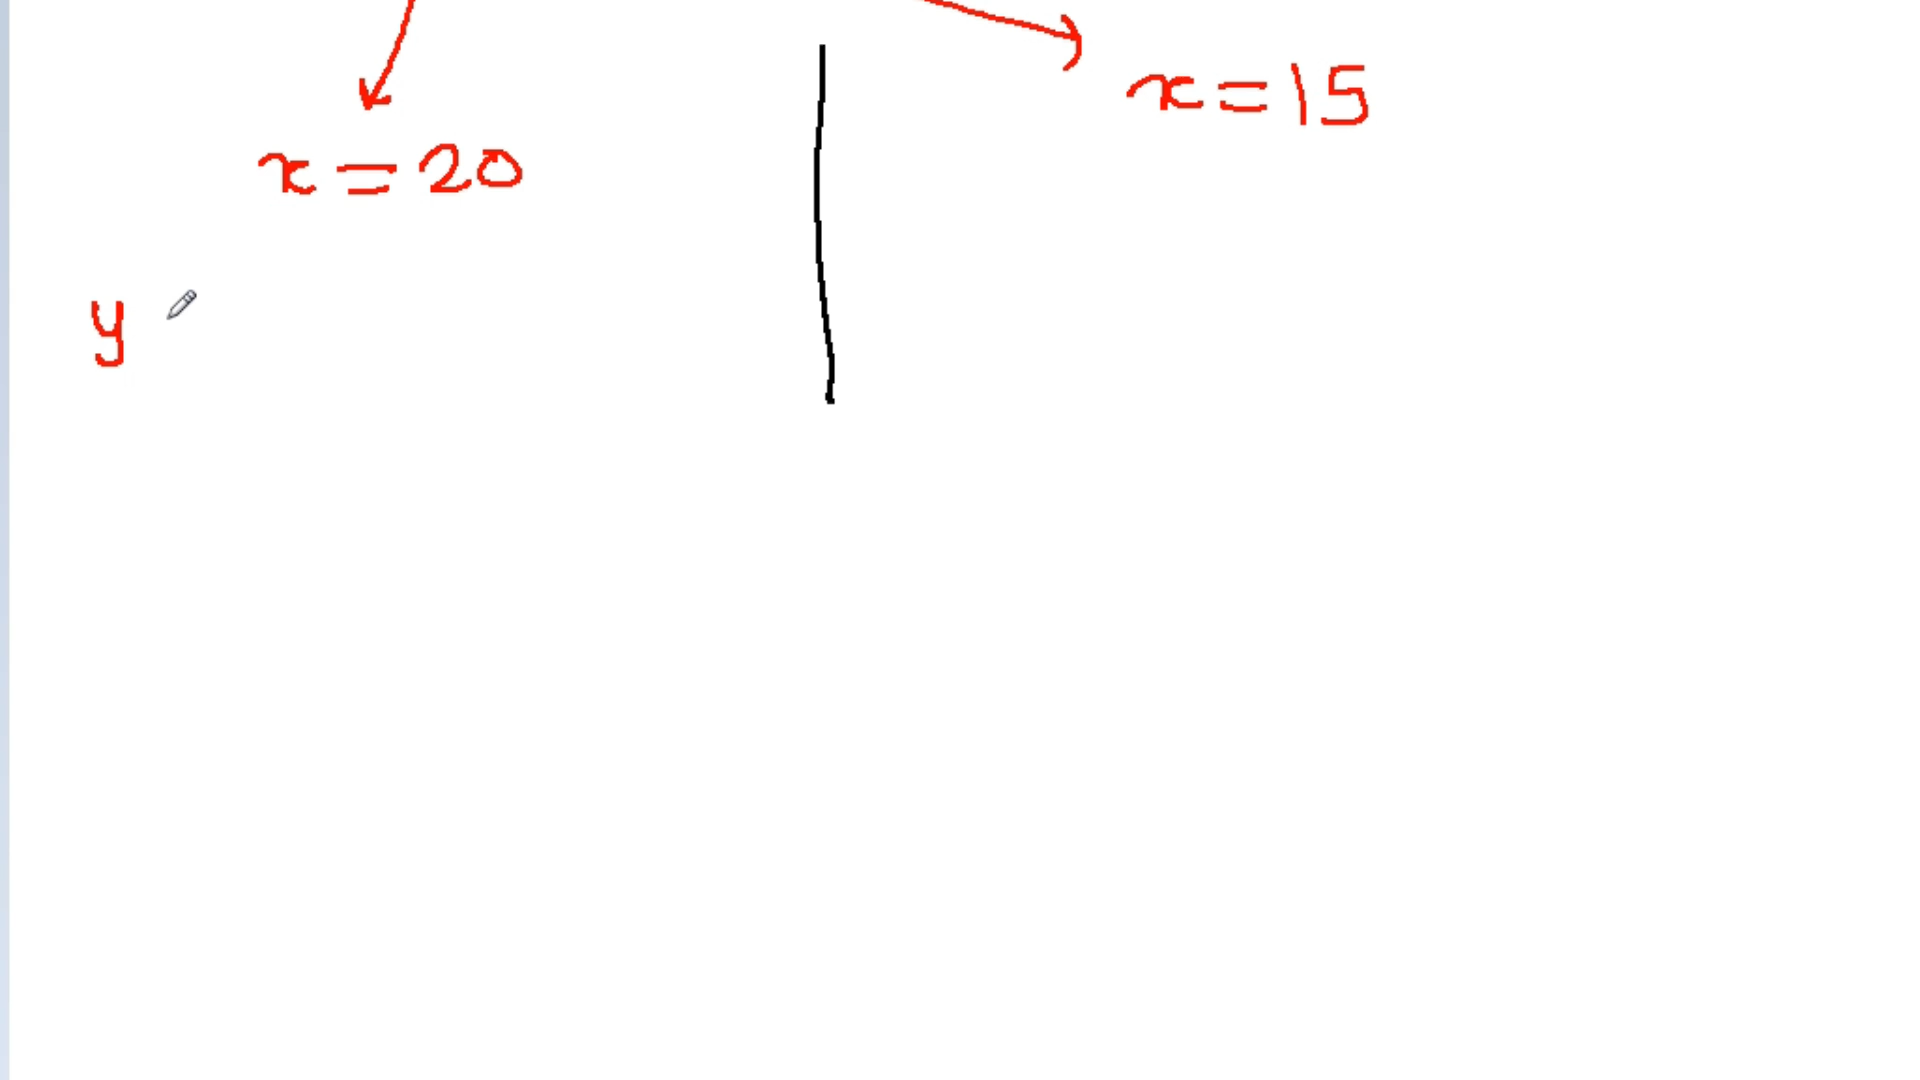 x = 15
x = 20
y